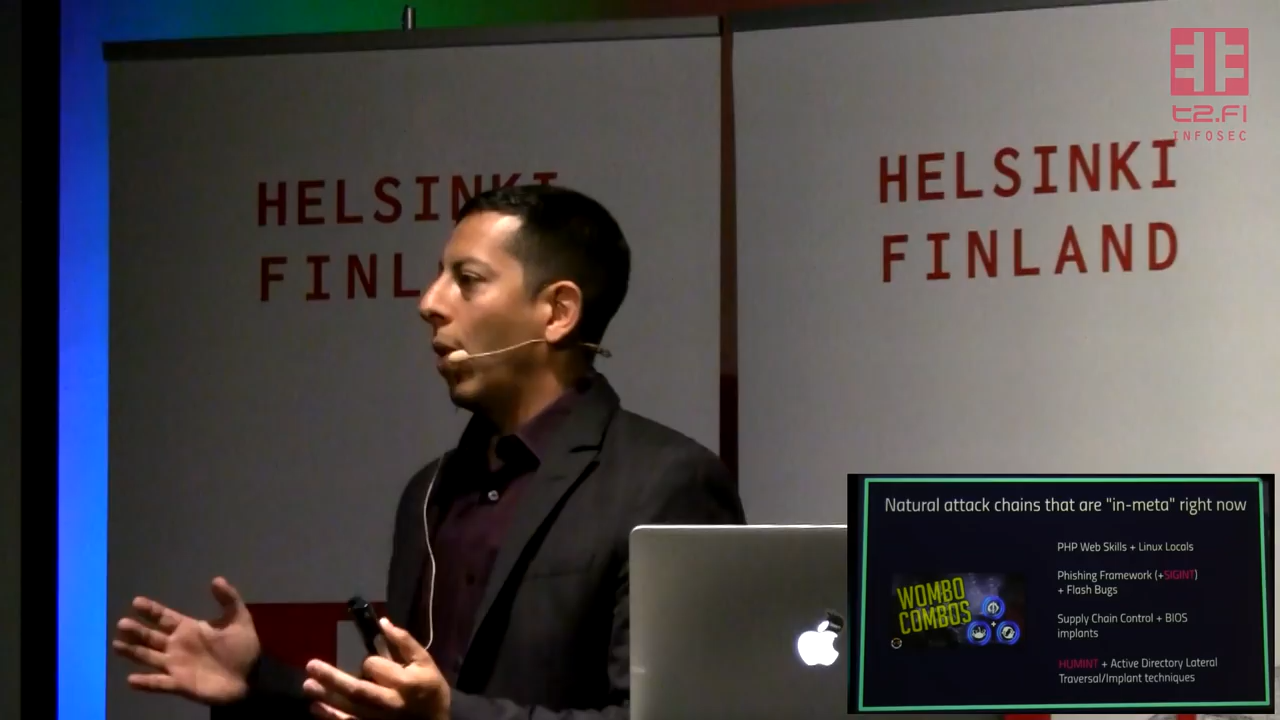 HELSINKI
FINL
HELSINKI
FINLAND
t2.FI
INFOSEC
Natural attack chains that are "in-meta" right now
WOMBO
COMBOS
PHP Web Skills + Linux Locals
Phishing Framework (+SIGINT)
+ Flash Bugs
Supply Chain Control + BIOS
implants
HUMINT + Active Directory Lateral
Traversal/Implant techniques